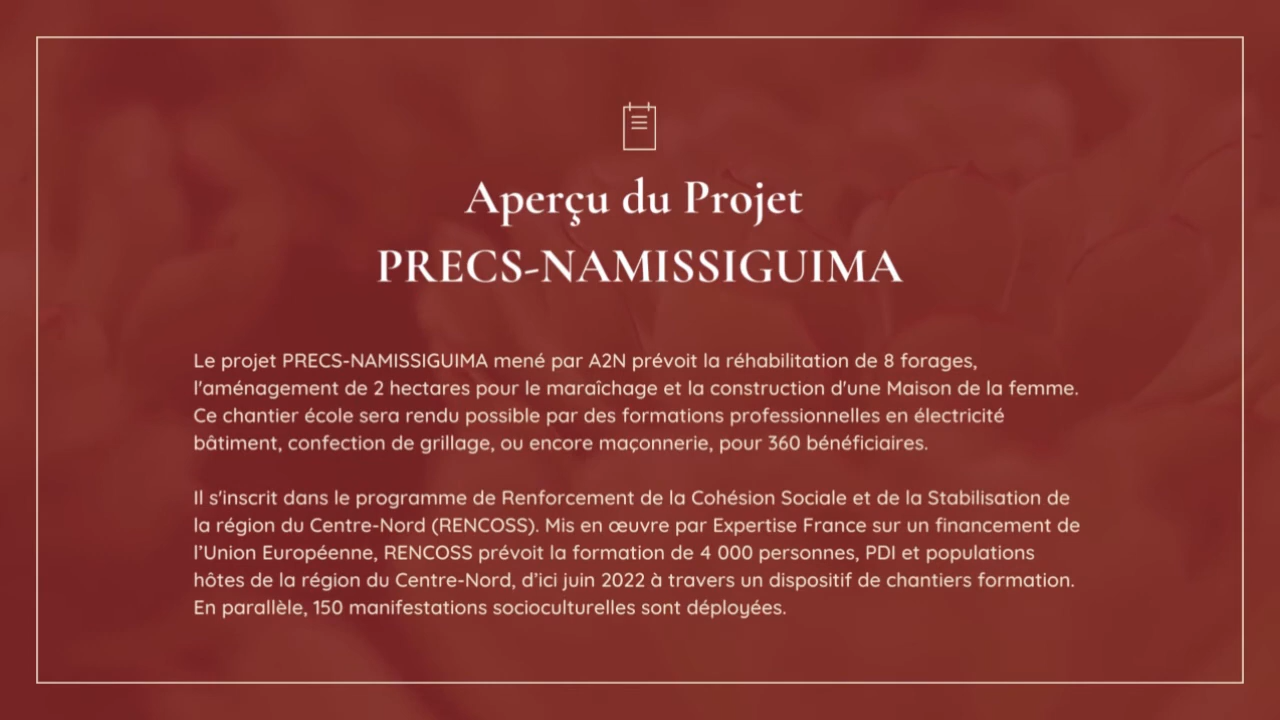 Aperçu du Projet
PRECS-NAMISSIGUIMA
Le projet PRECS-NAMISSIGUIMA mené par A2N prévoit la réhabilitation de 8 forages,
l'aménagement de 2 hectares pour le maraîchage et la construction d'une Maison de la femme.
Ce chantier école sera rendu possible par des formations professionnelles en électricité
bâtiment, confection de grillage, ou encore maçonnerie, pour 360 bénéficiaires.
Il s'inscrit dans le programme de Renforcement de la Cohésion Sociale et de la Stabilisation de
la région du Centre-Nord (RENCOSS). Mis en œuvre par Expertise France sur un financement de
l’Union Européenne, RENCOSS prévoit la formation de 4 000 personnes, PDI et populations
hôtes de la région du Centre-Nord, d’ici juin 2022 à travers un dispositif de chantiers formation.
En parallèle, 150 manifestations socioculturelles sont déployées.